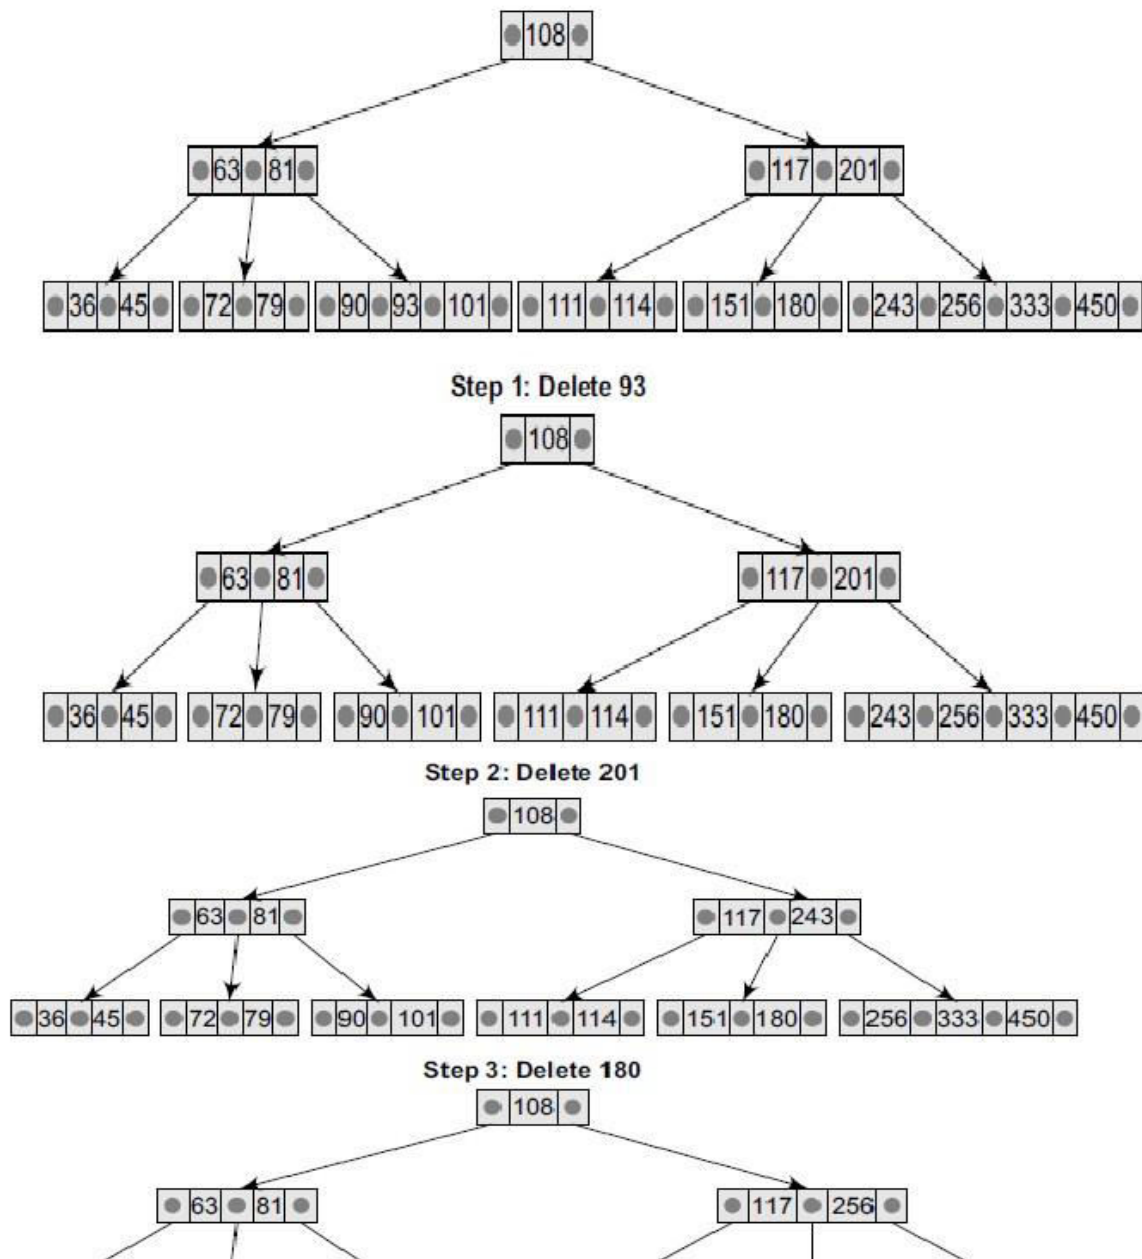 108
63 81 117 201
36 45 72 79 90 93 101 111 114 151 180 243 256 333 450
Step 1: Delete 93
108
63 81 117 201
36 45 72 79 90 101 111 114 151 180 243 256 333 450
Step 2: Delete 201
108
63 81 117 243
36 45 72 79 90 101 111 114 151 180 256 333 450
Step 3: Delete 180
108
63 81 117 256